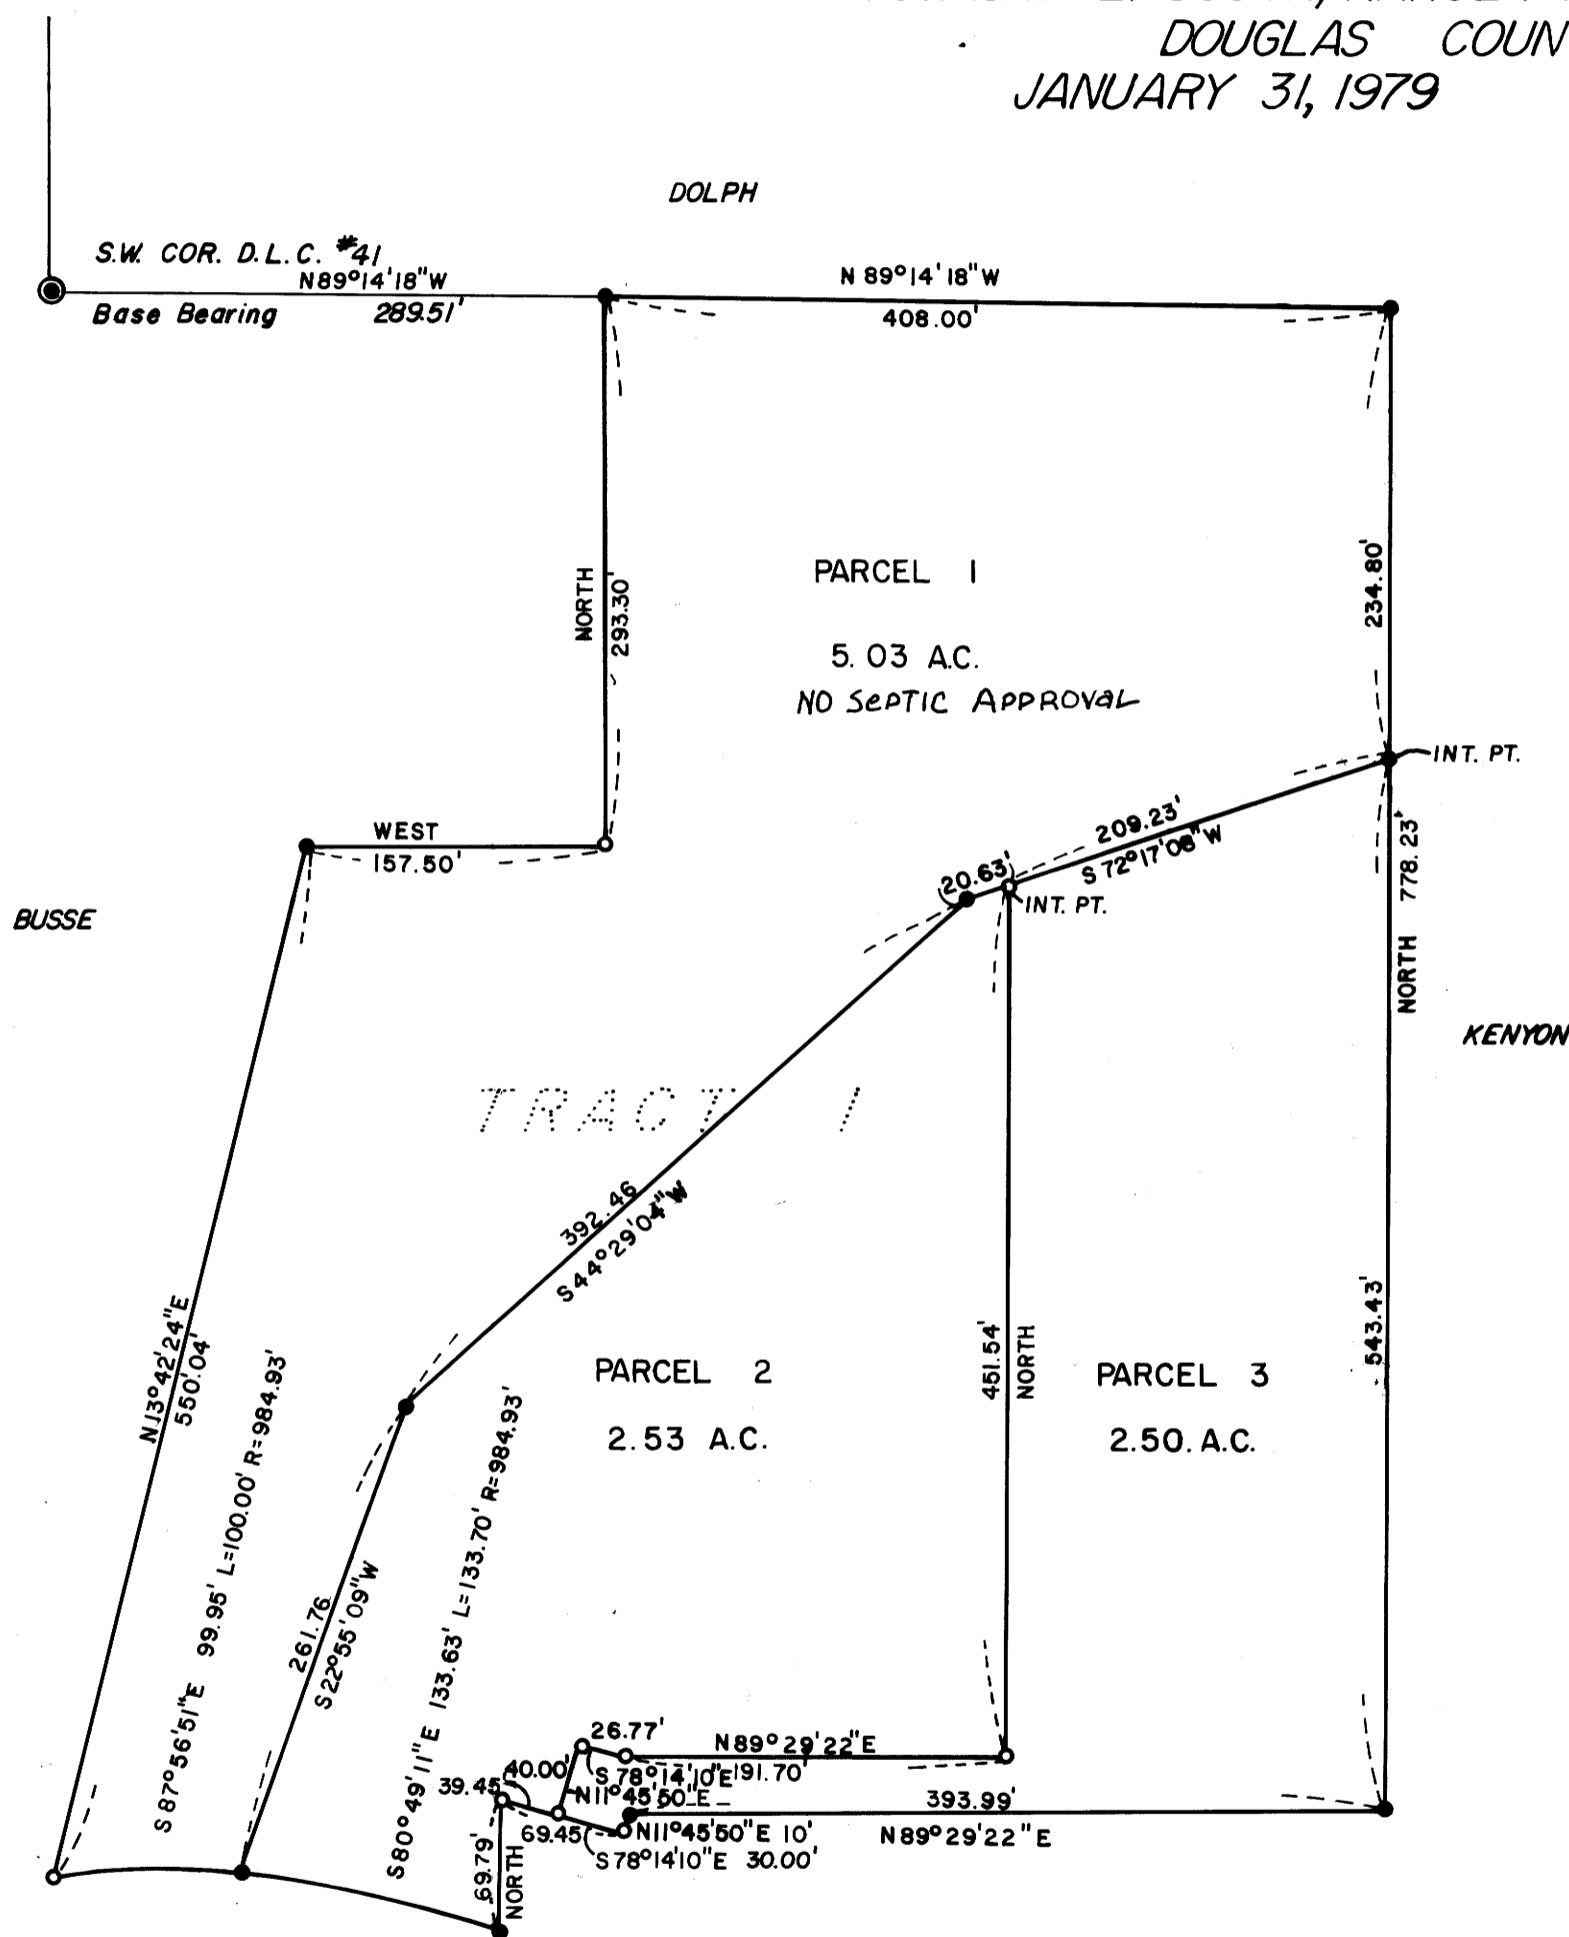 DOUGLAS COUN
JANUARY 31, 1979
DOLPH
S.W. COR. D.L.C. #41
N89°14'18"W
Base Bearing 289.51'
N 89°14'18"W
408.00'
NORTH
293.30'
234.80'
PARCEL 1
5.03 A.C.
NO SEPTIC APPROVAL
INT. PT.
WEST
157.50'
209.23'
S 72°17'08"W
20.63'
INT. PT.
778.23'
NORTH
BUSSE
KENYON
TRACT 1
392.46
S44°29'04"W
N13°42'24"E
550.04'
451.54'
NORTH
543.43'
PARCEL 2
2.53 A.C.
PARCEL 3
2.50. A.C.
S87°56'51"E 99.95' L=100.00' R=984.93'
261.76
S22°55'09"W
S80°49'11"E 133.63' L=133.70' R=984.93'
26.77'
N89°29'22"E
S 78°14'10"E 191.70'
40.00'
39.45'
N11°45'50"E
393.99'
69.45
N11°45'50"E 10'
N89°29'22"E
S78°14'10"E 30.00'
69.79'
NORTH